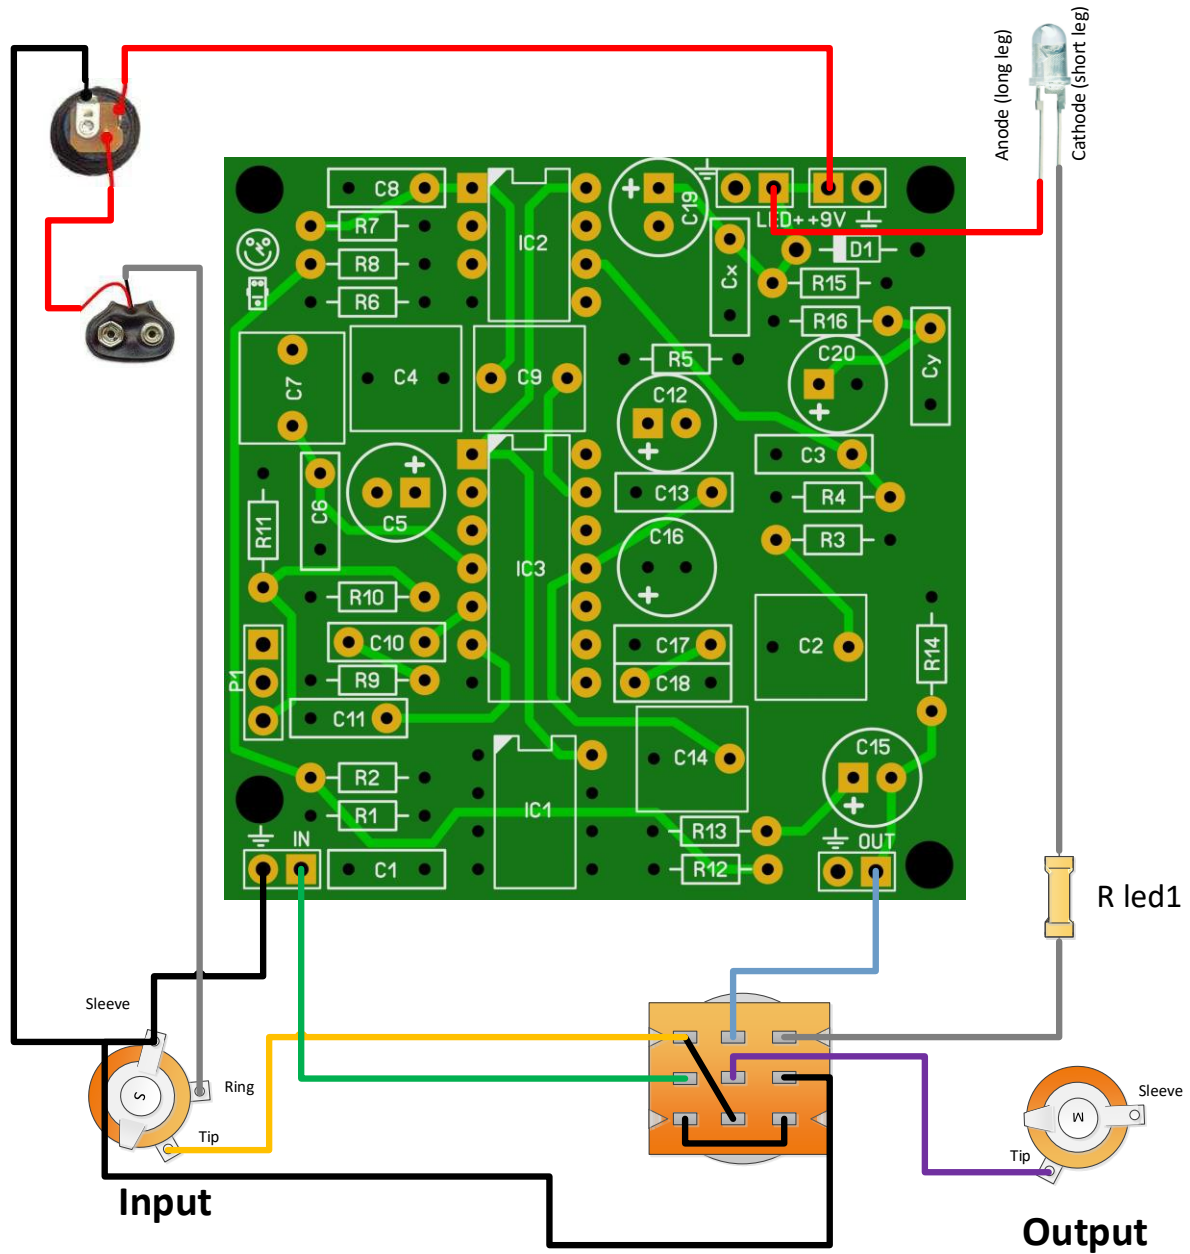 Anode (long leg)
Cathode (short leg)
C8
R7
R8
R6
IC2
C19
LED+
+9V
D1
Cx
R15
R16
C20
Cy
R5
C7
C4
C9
C12
C3
C13
R4
C5
C6
R11
R3
C16
IC3
R10
C10
C17
C2
R14
P1
R9
C18
C11
C14
C15
R2
R1
IC1
R13
OUT
IN
C1
R12
R led1
Sleeve
S
Ring
Tip
Input
Sleeve
M
Tip
Output